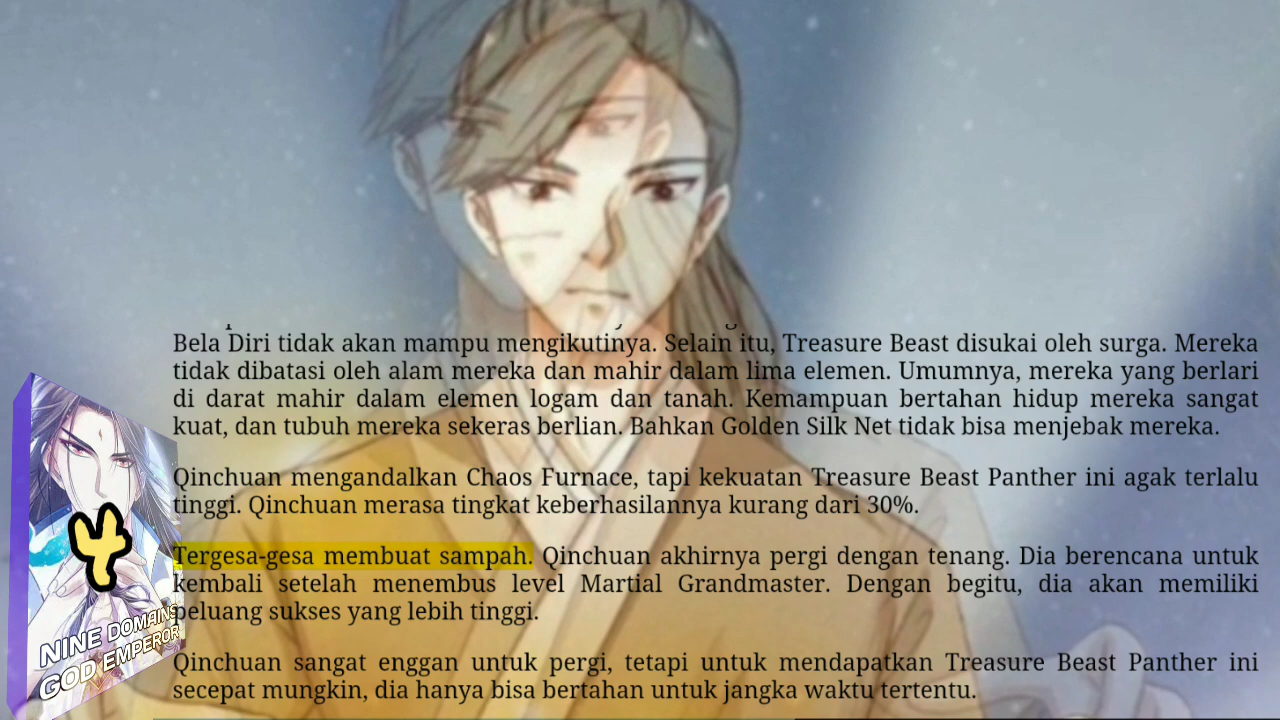 Bela Diri tidak akan mampu mengikutinya. Selain itu, Treasure Beast disukai oleh surga. Mereka
tidak dibatasi oleh alam mereka dan mahir dalam lima elemen. Umumnya, mereka yang berlari
di darat mahir dalam elemen logam dan tanah. Kemampuan bertahan hidup mereka sangat
kuat, dan tubuh mereka sekeras berlian. Bahkan Golden Silk Net tidak bisa menjebak mereka.
Qinchuan mengandalkan Chaos Furnace, tapi kekuatan Treasure Beast Panther ini agak terlalu
tinggi. Qinchuan merasa tingkat keberhasilannya kurang dari 30%.
Tergesa-gesa membuat sampah. Qinchuan akhirnya pergi dengan tenang. Dia berencana untuk
kembali setelah menembus level Martial Grandmaster. Dengan begitu, dia akan memiliki
peluang sukses yang lebih tinggi.
Qinchuan sangat enggan untuk pergi, tetapi untuk mendapatkan Treasure Beast Panther ini
secepat mungkin, dia hanya bisa bertahan untuk jangka waktu tertentu.
4
NINE DOMAINS
GOD EMPEROR